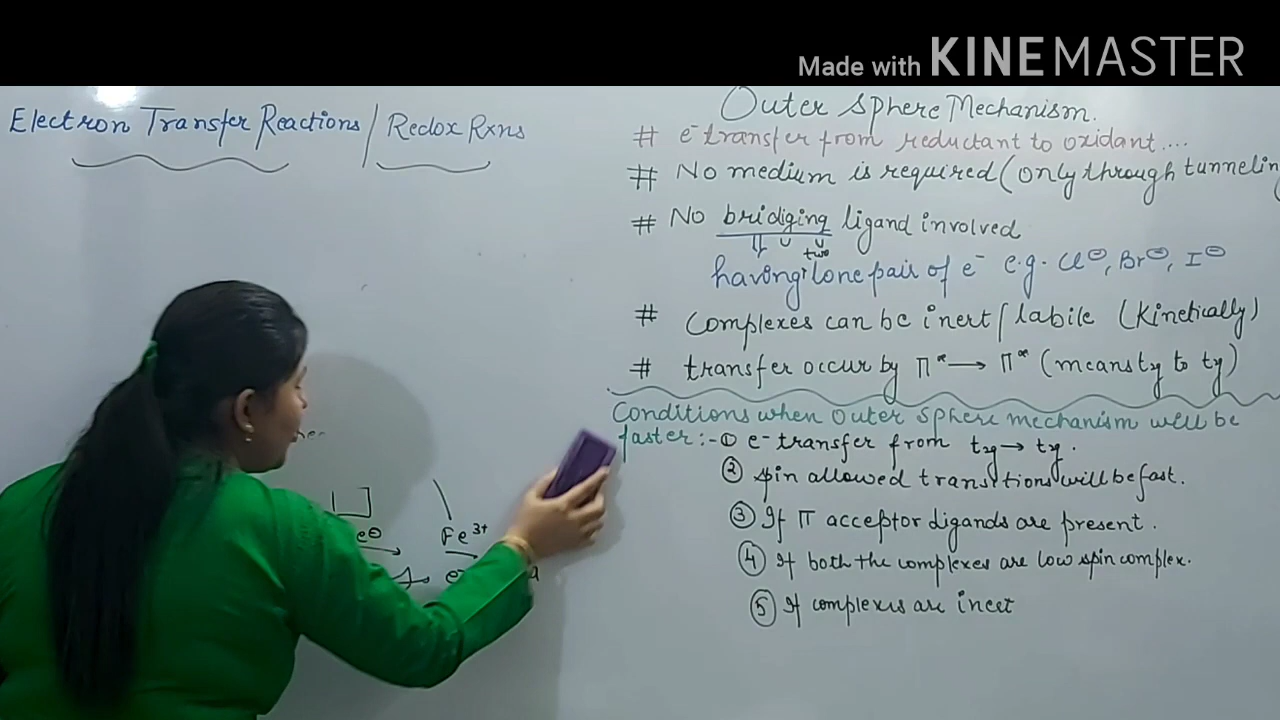 Made with KINEMASTER
Electron Transfer Reactions / Redox Rxns
Outer Sphere Mechanism.
# e⁻ transfer from reductant to oxidant....
# No medium is required (only through tunneling
# No bridging ligand involved
two
having lone pair of e⁻ e.g. Cl⊖, Br⊖, I⊖
# Complexes can be inert/labile (Kinetically)
# transfer occur by Π* → Π* (means t₂g to t₂g)
Conditions when Outer Sphere mechanism will be
faster :- ① e⁻ transfer from t₂g → t₂g.
② Spin allowed transitions will be fast.
③ If Π acceptor ligands are present.
④ If both the complexes are low spin complex.
⑤ If complexes are inert
e⊖
Fe³⁺